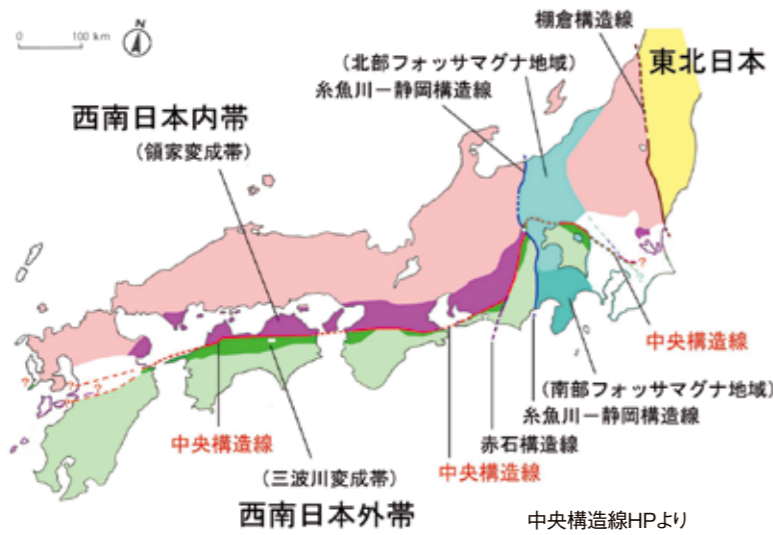 0 100 km
N
棚倉構造線
東北日本
(北部フォッサマグナ地域)
糸魚川－静岡構造線
西南日本内帯
(領家変成帯)
?
中央構造線
(南部フォッサマグナ地域)
糸魚川－静岡構造線
赤石構造線
?
?
?
中央構造線
中央構造線
(三波川変成帯)
西南日本外帯
中央構造線HPより